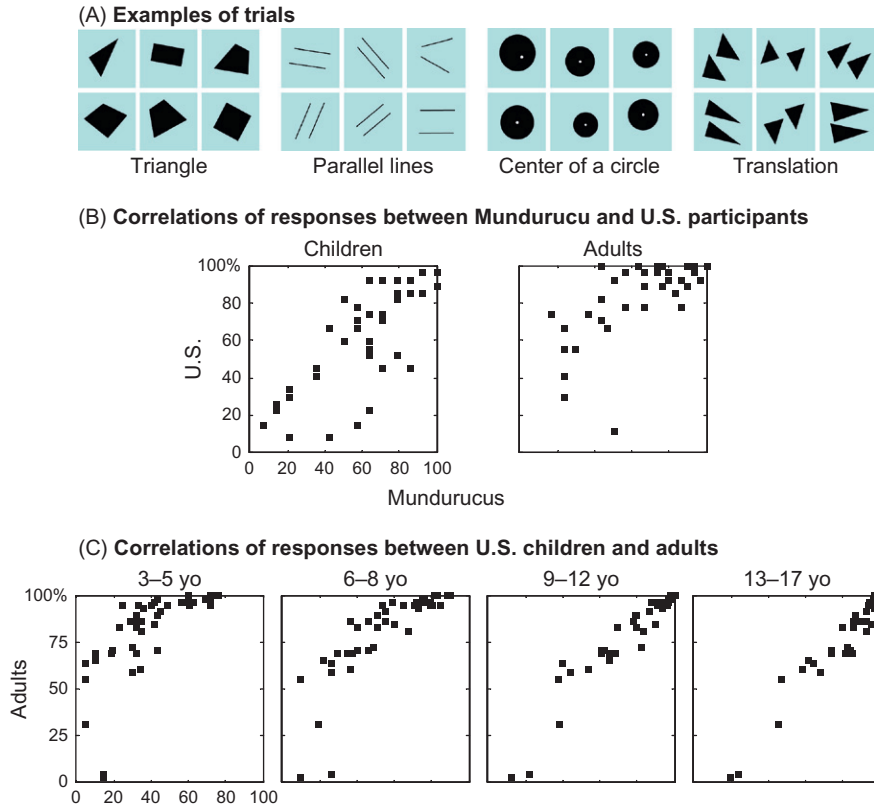 (A) Examples of trials
Triangle Parallel lines Center of a circle Translation
(B) Correlations of responses between Mundurucu and U.S. participants
Children Adults
100%
80
60
40
20
0
U.S.
0 20 40 60 80 100
Mundurucus
(C) Correlations of responses between U.S. children and adults
3–5 yo 6–8 yo 9–12 yo 13–17 yo
100%
75
50
25
0
Adults
0 20 40 60 80 100